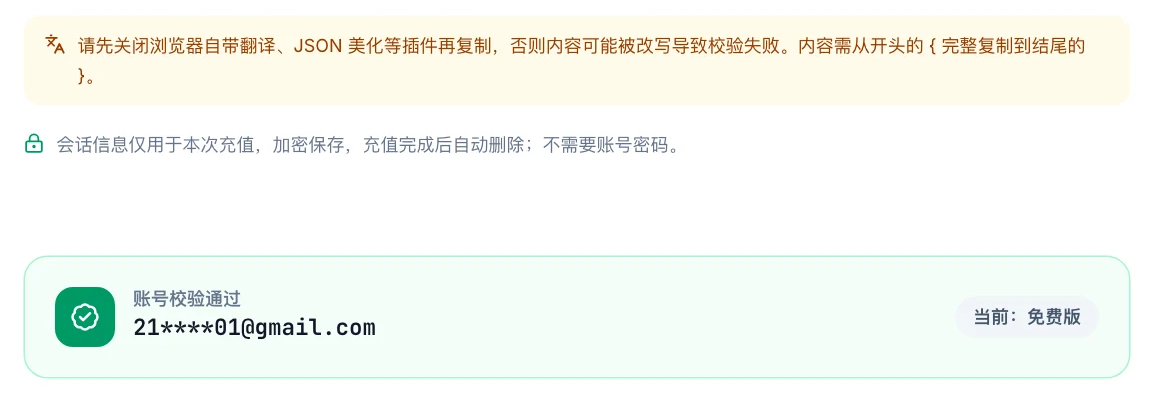 请先关闭浏览器自带翻译、JSON 美化等插件再复制，否则内容可能被改写导致校验失败。内容需从开头的 { 完整复制到结尾的
}。
会话信息仅用于本次充值，加密保存，充值完成后自动删除；不需要账号密码。
账号校验通过
21****01@gmail.com
当前：免费版